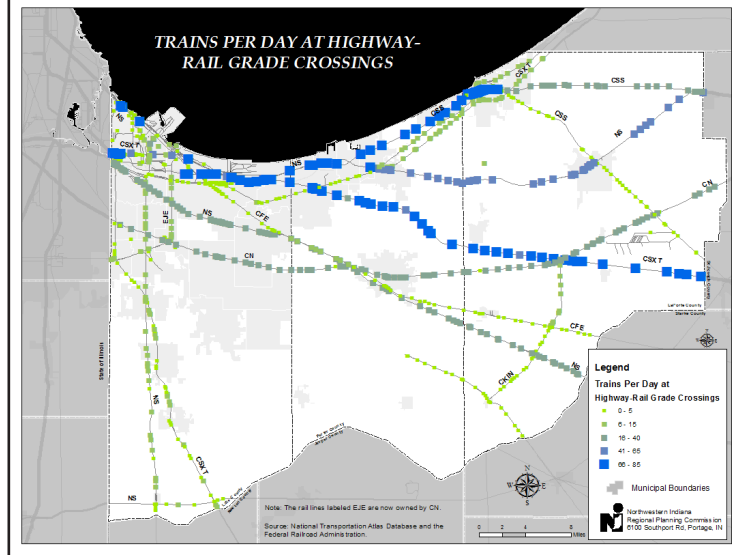 TRAINS PER DAY AT HIGHWAY-
RAIL GRADE CROSSINGS
CSX T
CSS
NS
CSS
CSS
NS
CSX T
NS
CN
EJE
NS
CFE
CN
CSX T
LaPorte County
Starke County
State of Illinois
CFE
NS
CKIN
NS
CSX T
NS
Legend
Trains Per Day at
Highway-Rail Grade Crossings
0 - 5
6 - 15
16 - 40
41 - 65
66 - 85
Municipal Boundaries
N
W E
S
Note: The rail lines labeled EJE are now owned by CN.
Source: National Transportation Atlas Database and the
Federal Railroad Administration.
0 2 4 8
Miles
Northwestern Indiana
Regional Planning Commission
6100 Southport Rd, Portage, IN